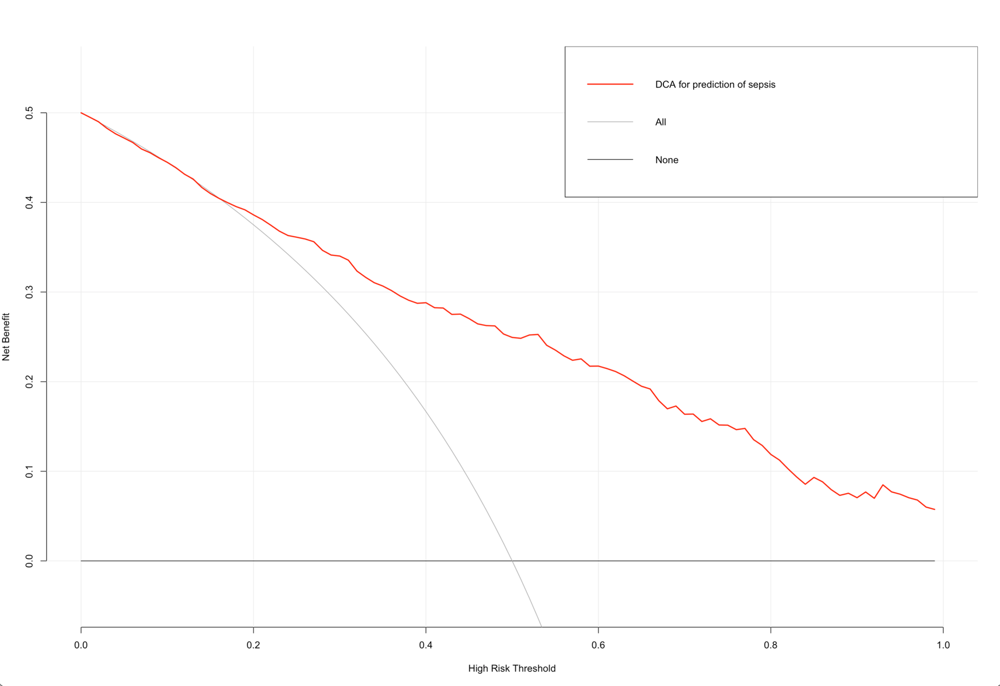 DCA for prediction of sepsis
All
None
0.5
0.4
0.3
0.2
0.1
0.0
Net Benefit
0.0 0.2 0.4 0.6 0.8 1.0
High Risk Threshold